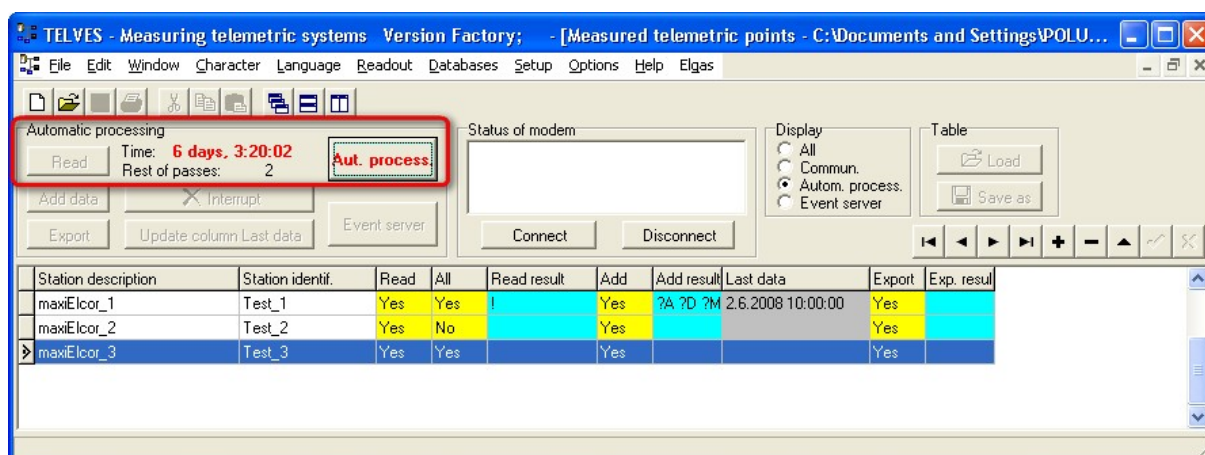 TELVES - Measuring telemetric systems Version Factory; - [Measured telemetric points - C:\Documents and Settings\POLU...
File Edit Window Character Language Readout Databases Setup Options Help Elgas
Automatic processing
Read
Time: 6 days, 3:20:02
Rest of passes: 2
Aut. process.
Add data
Interrupt
Export
Update column Last data
Event server
Status of modem
Connect
Disconnect
Display
All
Commun.
Autom. process.
Event server
Table
Load
Save as
Station description Station identif. Read All Read result Add Add result Last data Export Exp. resul
maxiElcor_1 Test_1 Yes Yes ! Yes ?A ?D ?M 2.6.2008 10:00:00 Yes
maxiElcor_2 Test_2 Yes No Yes Yes
maxiElcor_3 Test_3 Yes Yes Yes Yes